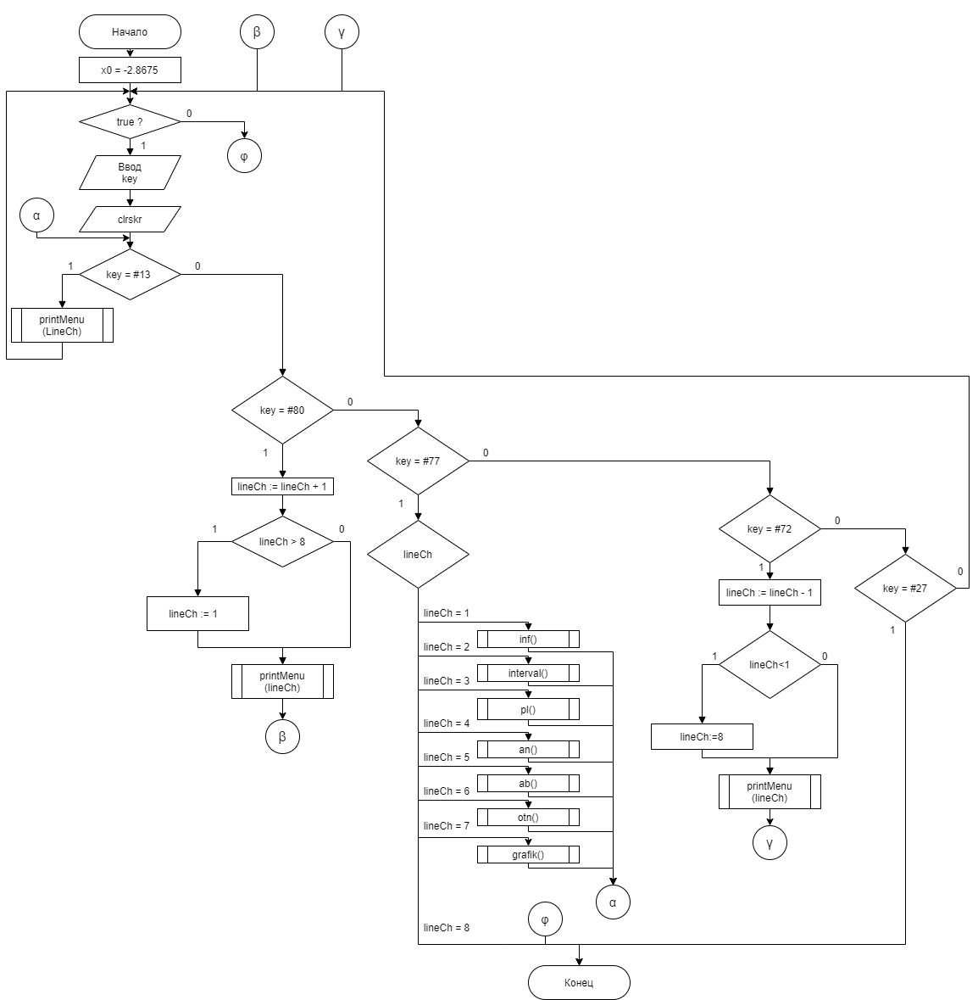 Начало
β
γ
x0 = -2.8675
true ?
0
1
φ
Ввод
key
α
clrskr
key = #13
1
0
printMenu
(LineCh)
key = #80
0
1
key = #77
0
1
lineCh := lineCh + 1
lineCh > 8
1
0
lineCh := 1
printMenu
(lineCh)
β
lineCh
lineCh = 1
inf()
lineCh = 2
interval()
lineCh = 3
pl()
lineCh = 4
an()
lineCh = 5
ab()
lineCh = 6
otn()
lineCh = 7
grafik()
α
lineCh = 8
φ
key = #72
0
1
lineCh := lineCh - 1
lineCh<1
1
0
lineCh:=8
printMenu
(lineCh)
γ
key = #27
0
1
Конец